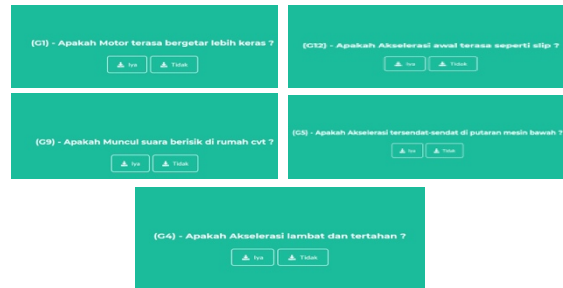 (G1) - Apakah Motor terasa bergetar lebih keras ?
Iya Tidak
(G12) - Apakah Akselerasi awal terasa seperti slip ?
Iya Tidak
(G9) - Apakah Muncul suara berisik di rumah cvt ?
Iya Tidak
(G5) - Apakah Akselerasi tersendat-sendat di putaran mesin bawah ?
Iya Tidak
(G4) - Apakah Akselerasi lambat dan tertahan ?
Iya Tidak